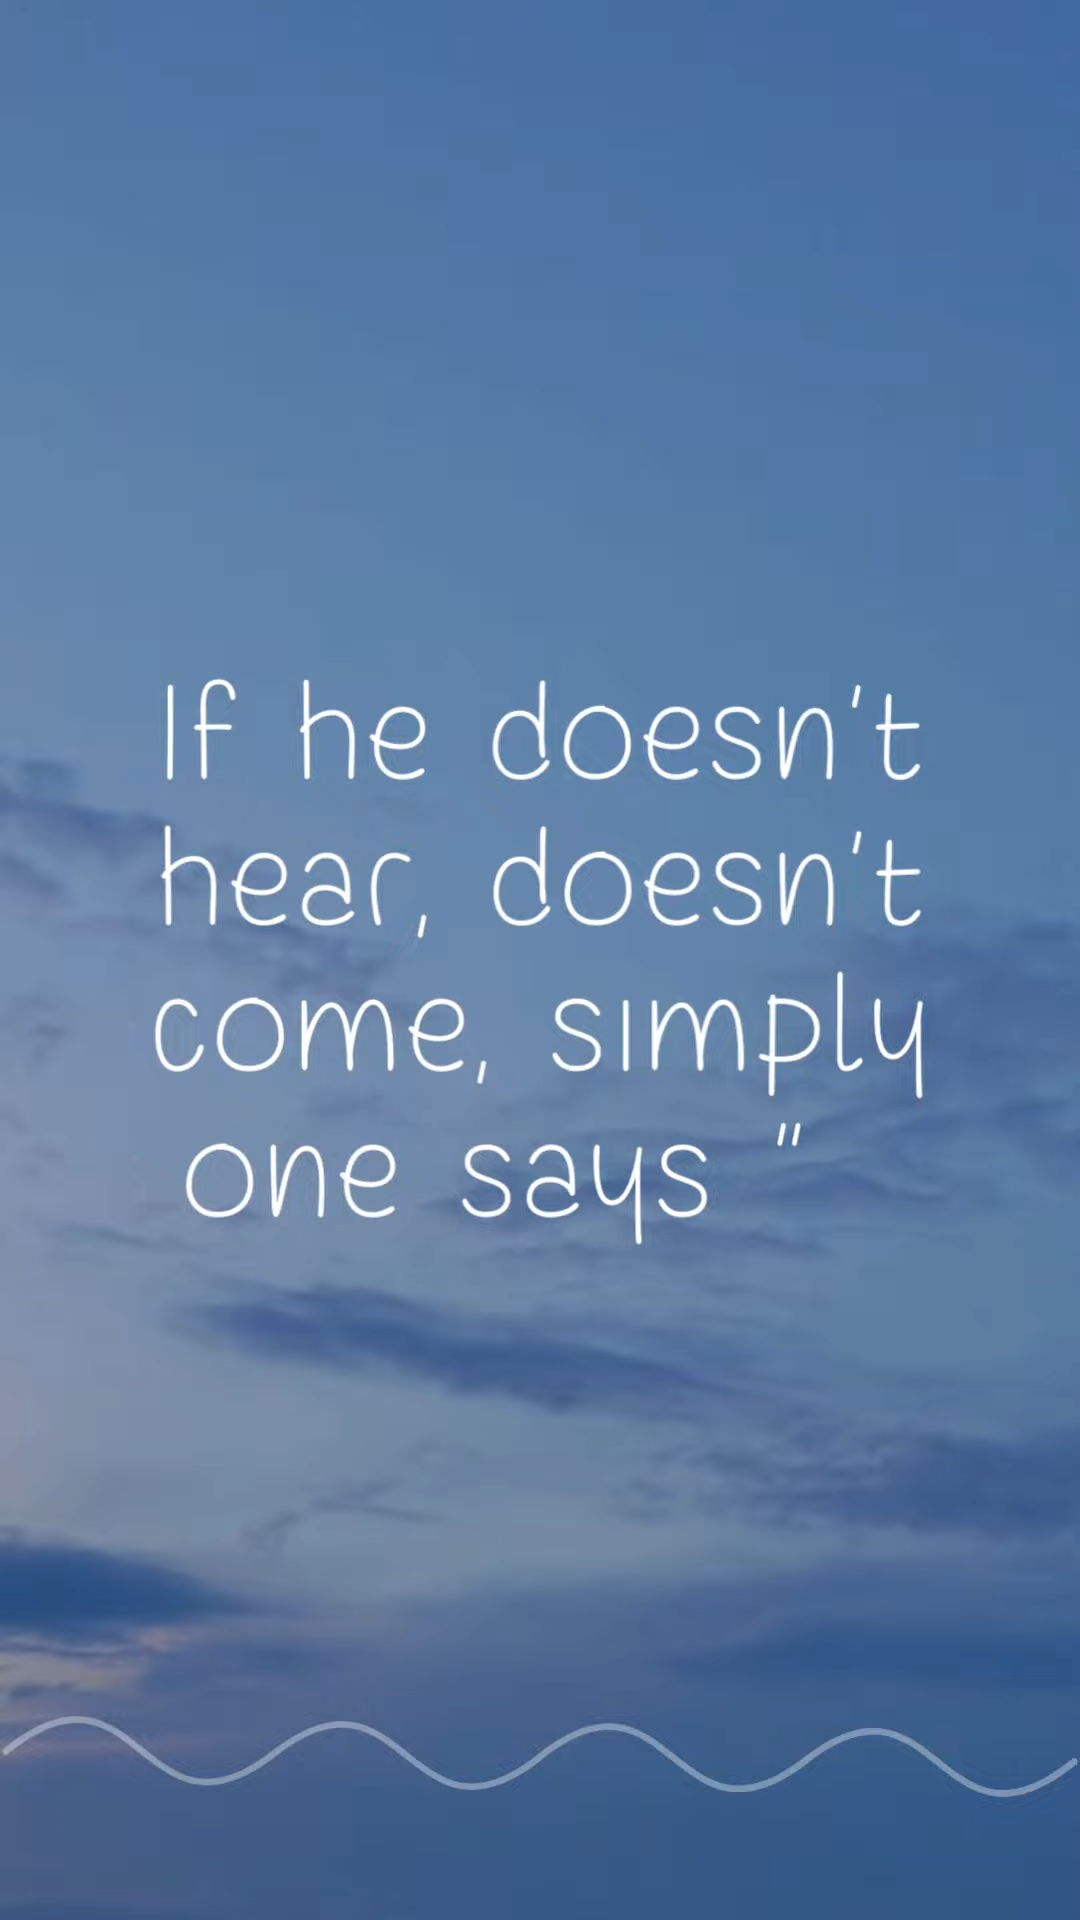 If he doesn't
hear, doesn't
come, simply
one says "